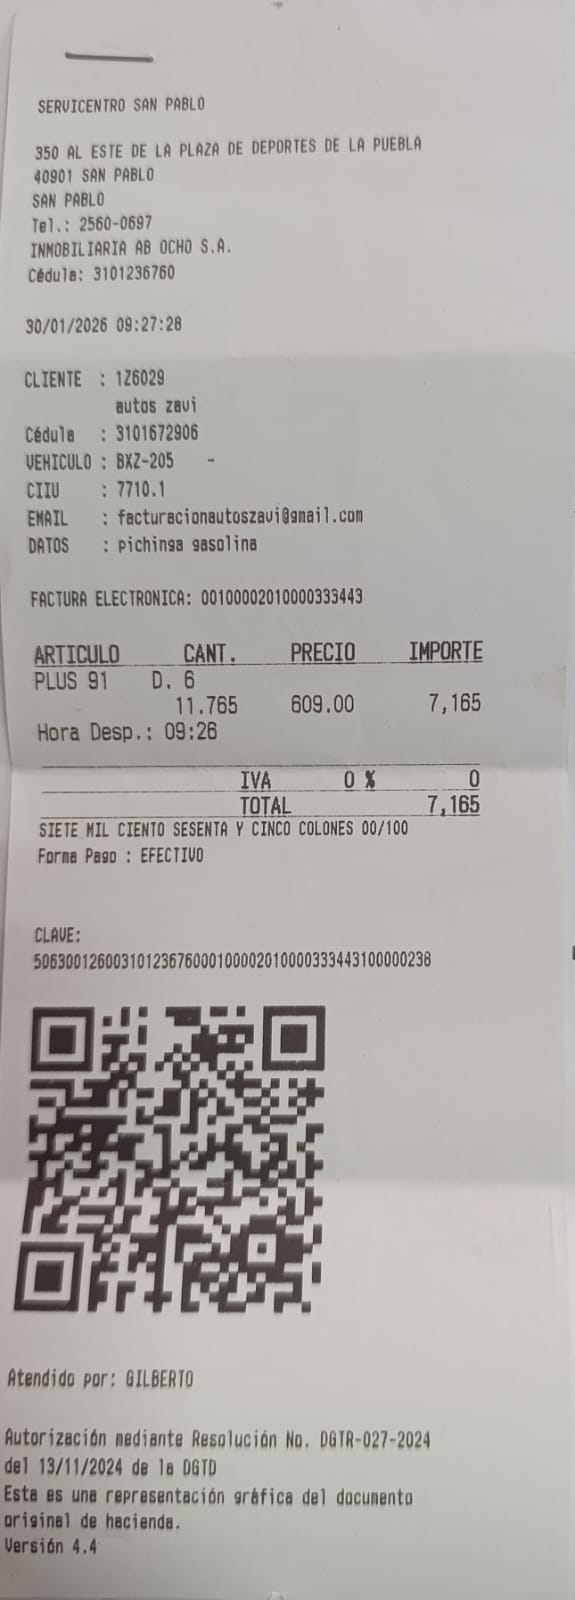 SERVICENTRO SAN PABLO
350 AL ESTE DE LA PLAZA DE DEPORTES DE LA PUEBLA
40901 SAN PABLO
SAN PABLO
Tel.: 2560-0697
INMOBILIARIA AB OCHO S.A.
Cédula: 3101236760
30/01/2026 09:27:28
CLIENTE : 1Z6029
autos zavi
Cédula : 3101672906
VEHICULO : BXZ-205 -
CIIU : 7710.1
EMAIL : facturacionautoszavi@gmail.com
DATOS : pichinga gasolina
FACTURA ELECTRONICA: 00100002010000333443
ARTICULO CANT. PRECIO IMPORTE
PLUS 91 D. 6
11.765 609.00 7,165
Hora Desp.: 09:26
IVA 0 % 0
TOTAL 7,165
SIETE MIL CIENTO SESENTA Y CINCO COLONES 00/100
Forma Pago : EFECTIVO
CLAVE:
50630012600310123676000100002010000333443100000238
Atendido por: GILBERTO
Autorización mediante Resolución No. DGTR-027-2024
del 13/11/2024 de la DGTD
Esta es una representación gráfica del documento
original de hacienda.
Versión 4.4